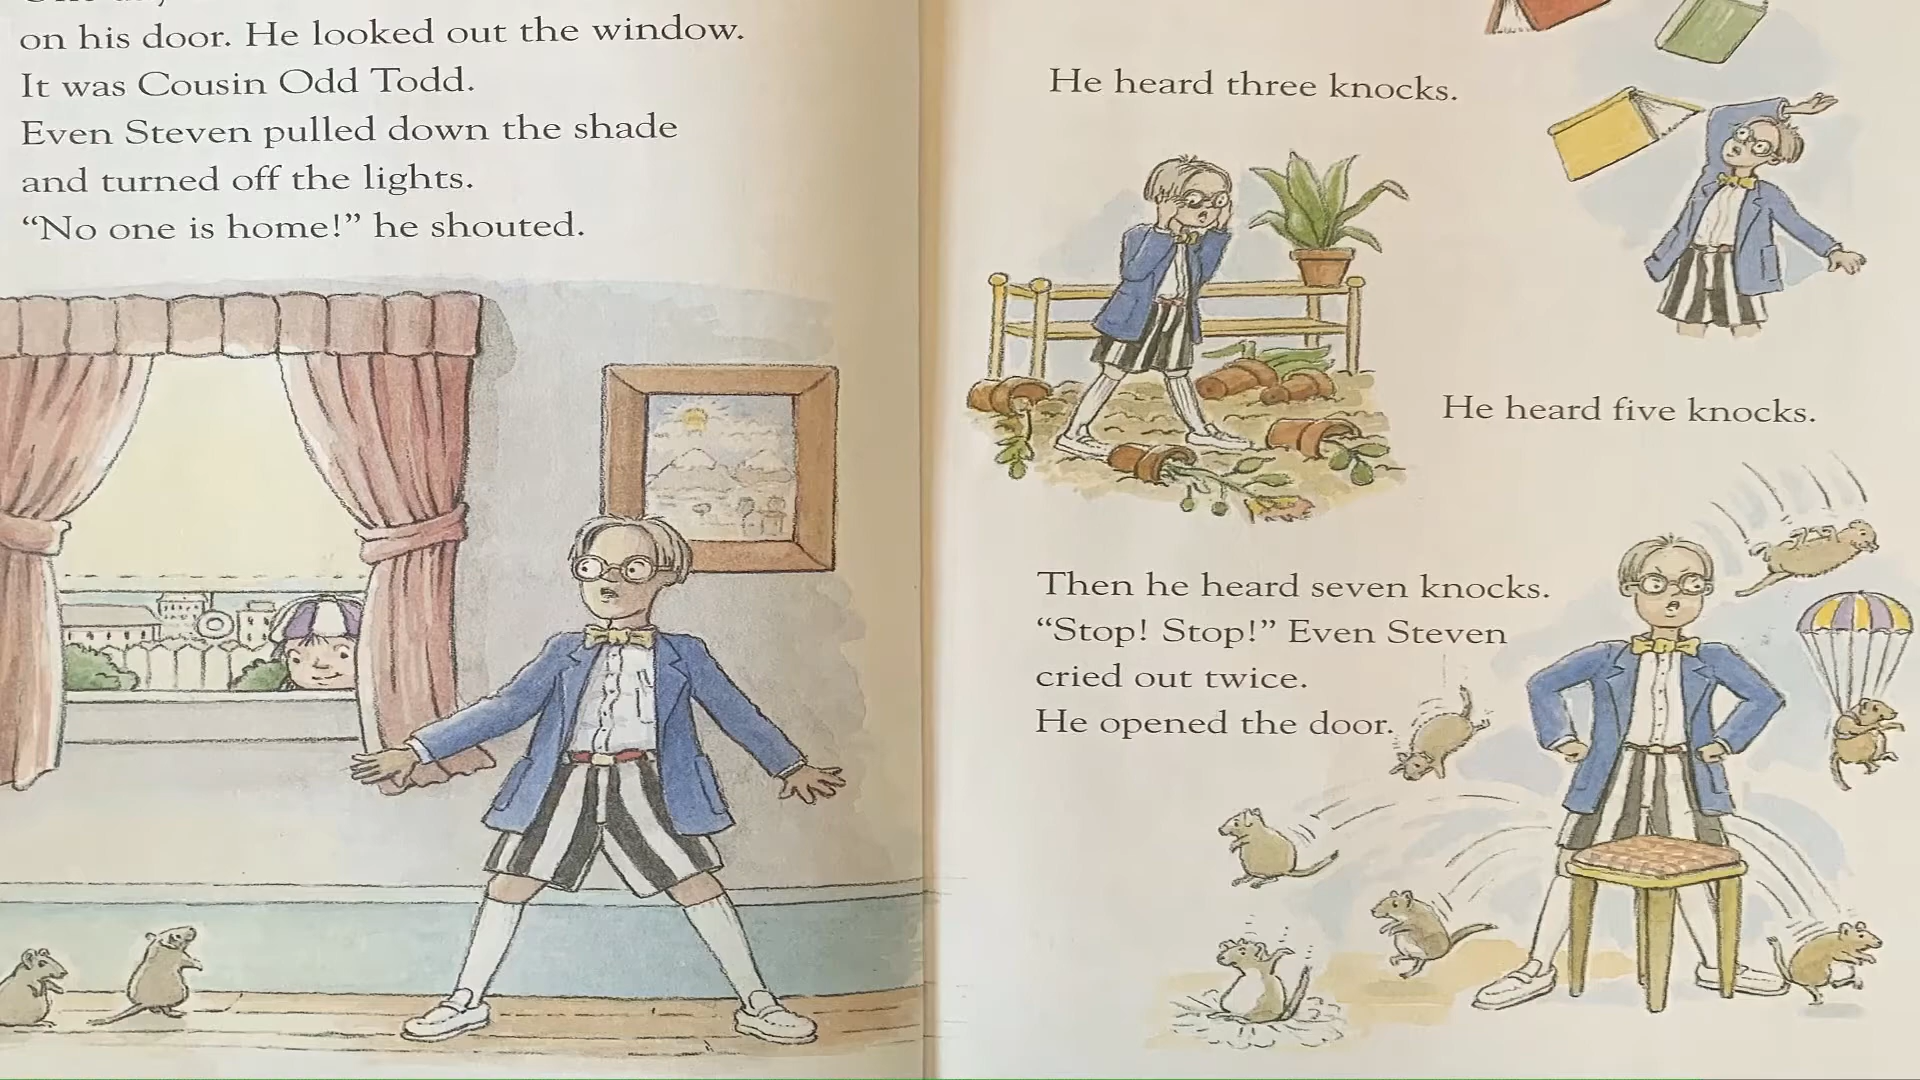 on his door. He looked out the window.
It was Cousin Odd Todd.
Even Steven pulled down the shade
and turned off the lights.
“No one is home!” he shouted.
He heard three knocks.
He heard five knocks.
Then he heard seven knocks.
“Stop! Stop!” Even Steven
cried out twice.
He opened the door.